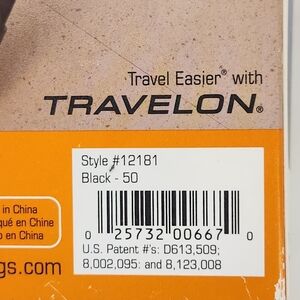 Travel Easier® with
TRAVELON®
Style #12181
Black - 50
in China
qué en Chine
o en China
0 25732 00667 0
U.S. Patent #'s: D613,509;
8,002,095: and 8,123,008
gs.com